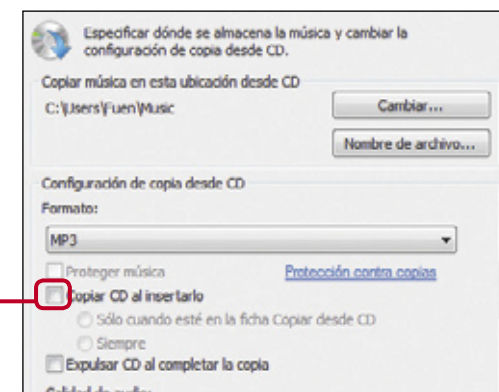 Especificar dónde se almacena la música y cambiar la
configuración de copia desde CD.
Copiar música en esta ubicación desde CD
C:\Users\Fuen\Music
Cambiar...
Nombre de archivo...
Configuración de copia desde CD
Formato:
MP3
Proteger música Protección contra copias
Copiar CD al insertarlo
Sólo cuando esté en la ficha Copiar desde CD
Siempre
Expulsar CD al completar la copia
Calidad de audio: